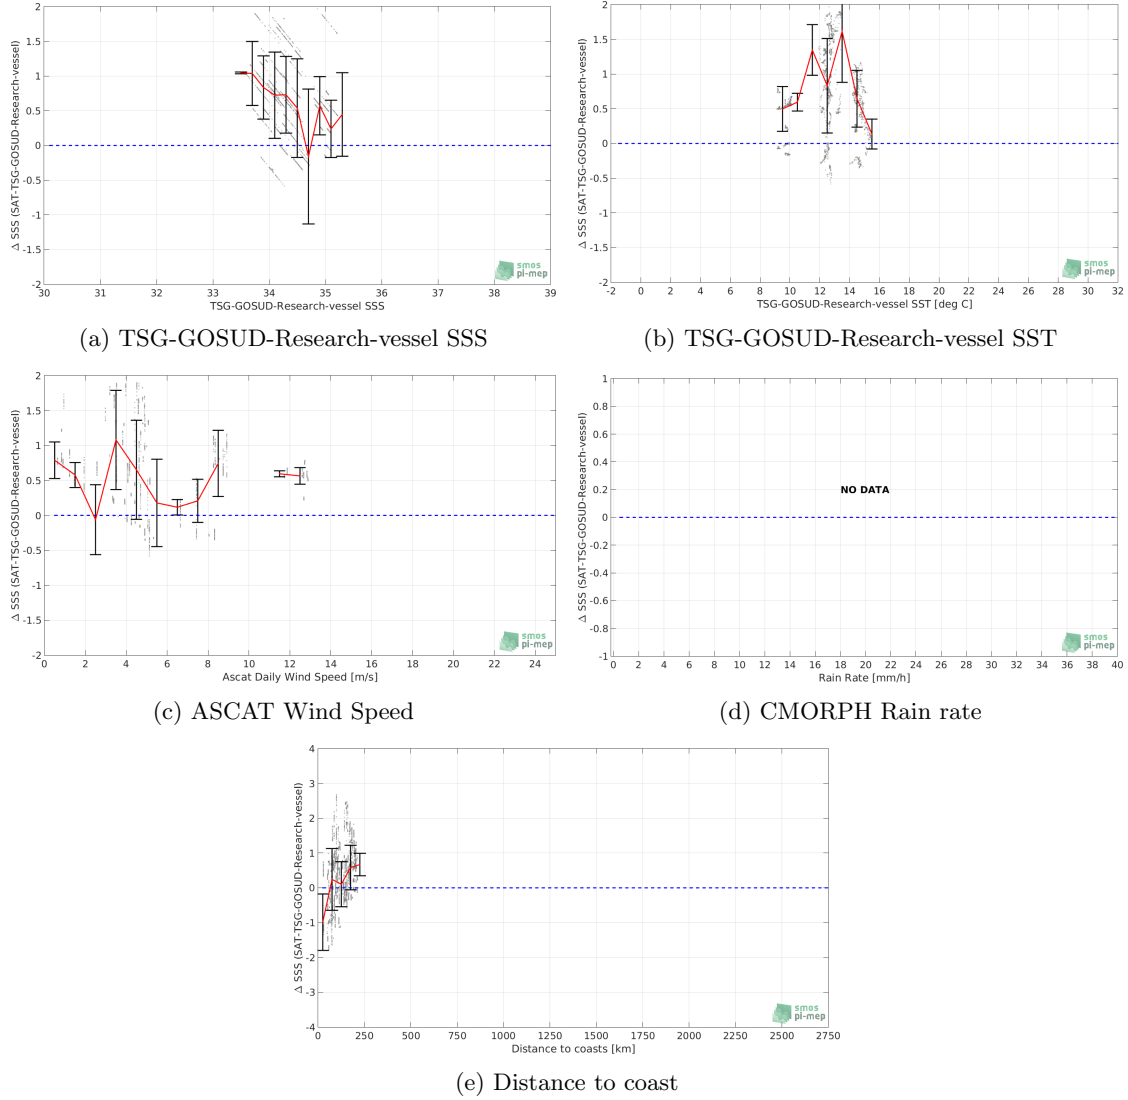 2
1.5
1
0.5
0
0.5
1
1.5
2
Δ SSS (SAT-TSG-GOSUD-Research-vessel)
30 31 32 33 34 35 36 37 38 39
TSG-GOSUD-Research-vessel SSS
smos
pi-mep
(a) TSG-GOSUD-Research-vessel SSS
2
1.5
1
0.5
0
0.5
1
1.5
2
Δ SSS (SAT-TSG-GOSUD-Research-vessel)
-2 0 2 4 6 8 10 12 14 16 18 20 22 24 26 28 30 32
TSG-GOSUD-Research-vessel SST [deg C]
smos
pi-mep
(b) TSG-GOSUD-Research-vessel SST
2
1.5
1
0.5
0
0.5
1
1.5
2
Δ SSS (SAT-TSG-GOSUD-Research-vessel)
0 2 4 6 8 10 12 14 16 18 20 22 24
Ascat Daily Wind Speed [m/s]
smos
pi-mep
(c) ASCAT Wind Speed
1
0.8
0.6
0.4
0.2
0
-0.2
-0.4
-0.6
-0.8
-1
Δ SSS (SAT-TSG-GOSUD-Research-vessel)
NO DATA
0 2 4 6 8 10 12 14 16 18 20 22 24 26 28 30 32 34 36 38 40
Rain Rate [mm/h]
smos
pi-mep
(d) CMORPH Rain rate
4
3
2
1
0
-1
-2
-3
-4
Δ SSS (SAT-TSG-GOSUD-Research-vessel)
0 250 500 750 1000 1250 1500 1750 2000 2250 2500 2750
Distance to coasts [km]
smos
pi-mep
(e) Distance to coast